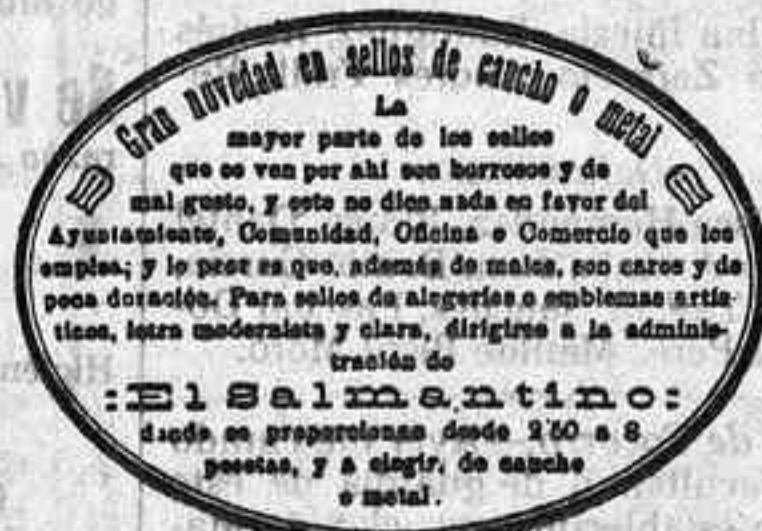 Gran novedad en sellos de caucho o metal
La
mayor parte de los sellos
que se ven por ahí son borrosos y de
mal gusto, y esto no dice nada en favor del
Ayuntamiento, Comunidad, Oficina o Comercio que los
emplea; y lo peor es que, además de malos, son caros y de
poca duración. Para sellos de alegorías o emblemas artís-
ticos, letra modernista y clara, dirigirse a la adminis-
tración de
:El Salmantino:
donde se proporcionan desde 2'50 a 8
pesetas, y a elegir, de caucho
o metal.